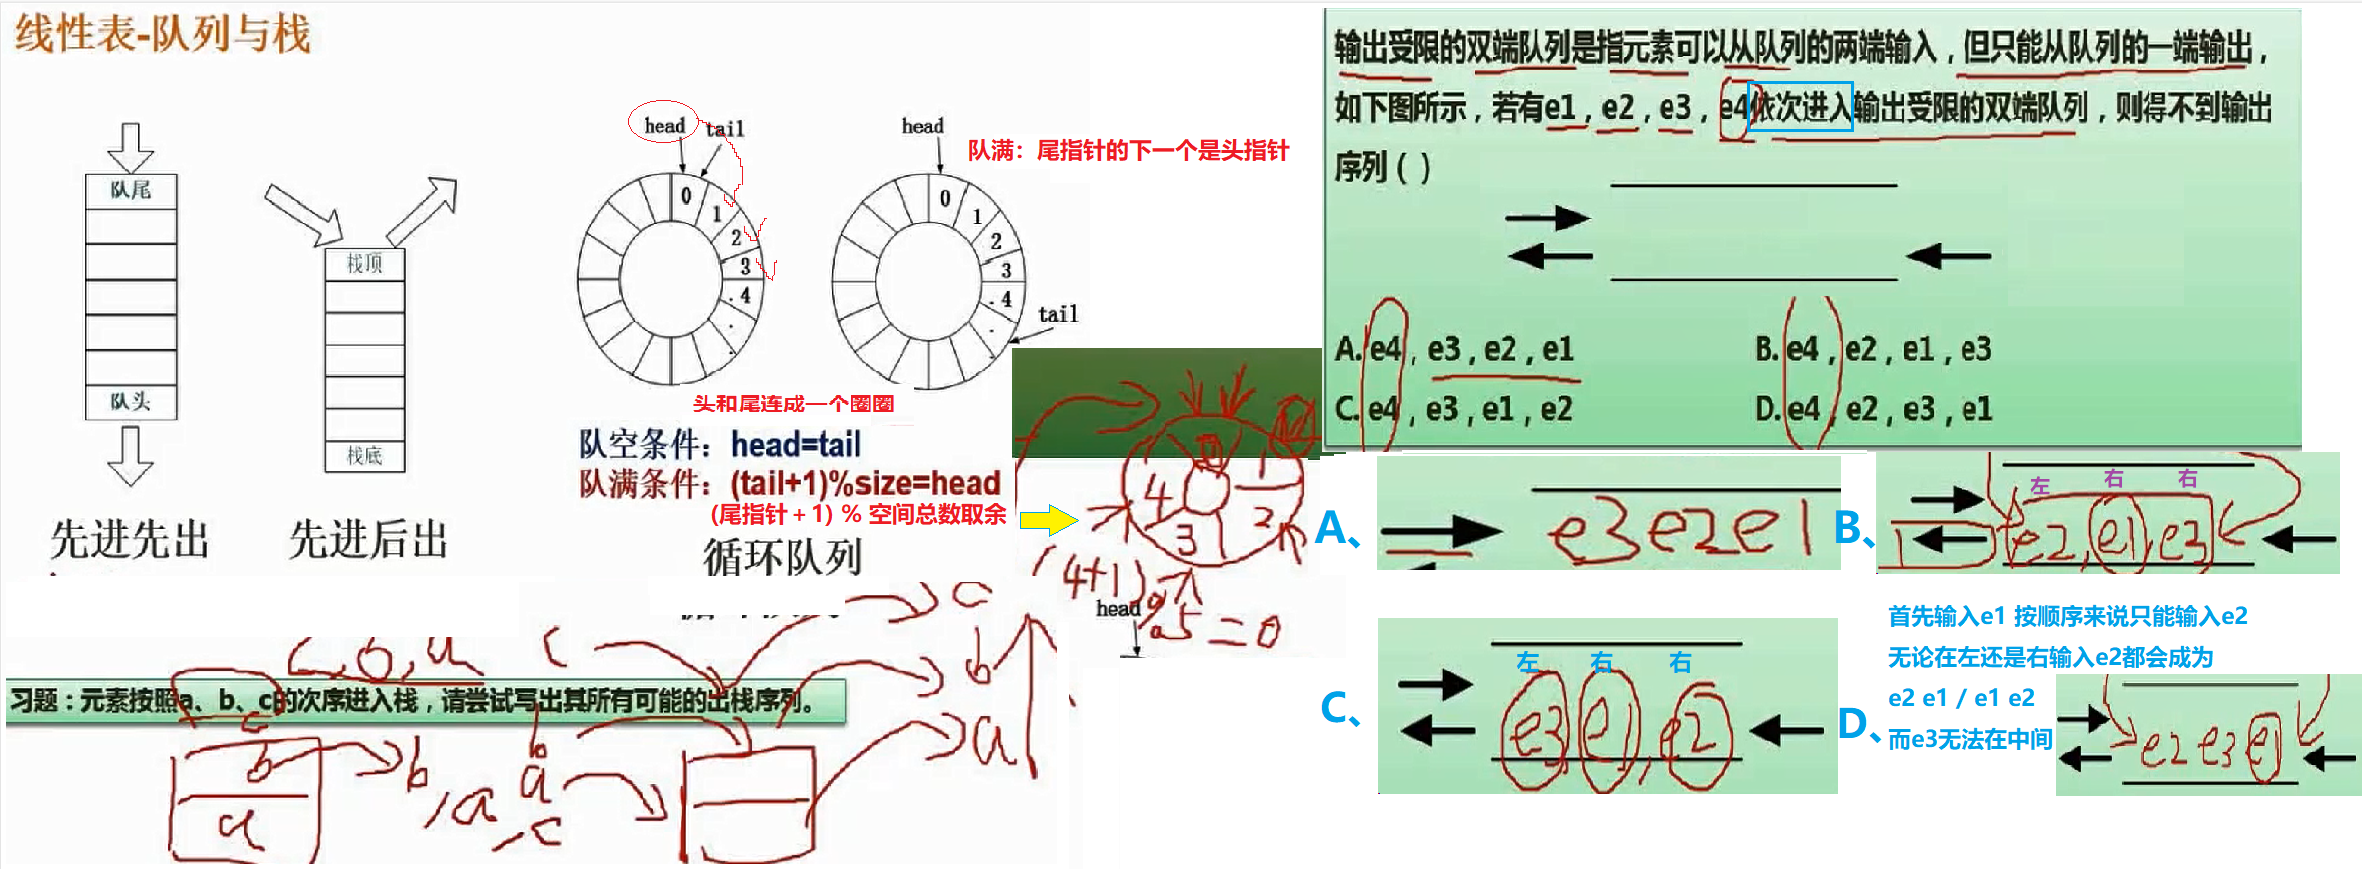 线性表-队列与栈
队尾
队头
先进先出
栈顶
栈底
先进后出
head
tail
0
1
2
3
4
head
0
1
2
3
4
tail
队满：尾指针的下一个是头指针
头和尾连成一个圈圈
队空条件：head=tail
队满条件：(tail+1)%size=head
(尾指针＋1) % 空间总数取余
循环队列
0
1
2
3
4
(4+1)%5=0
head
输出受限的双端队列是指元素可以从队列的两端输入，但只能从队列的一端输出，
如下图所示，若有e1，e2，e3，e4依次进入输出受限的双端队列，则得不到输出
序列（ ）
A. e4，e3，e2，e1
B. e4，e2，e1，e3
C. e4，e3，e1，e2
D. e4，e2，e3，e1
A、
e3e2e1
B、
左 右 右
e2,e1,e3
C、
左 右 右
e3,e1,e2
首先输入e1 按顺序来说只能输入e2
无论在左还是右输入e2都会成为
e2 e1 / e1 e2
而e3无法在中间
D、
e2 e3 e1
习题：元素按照a、b、c的次序进入栈，请尝试写出其所有可能的出栈序列。
c,b,a
c
c
b
a
c
b
a
b,a,c
b
a